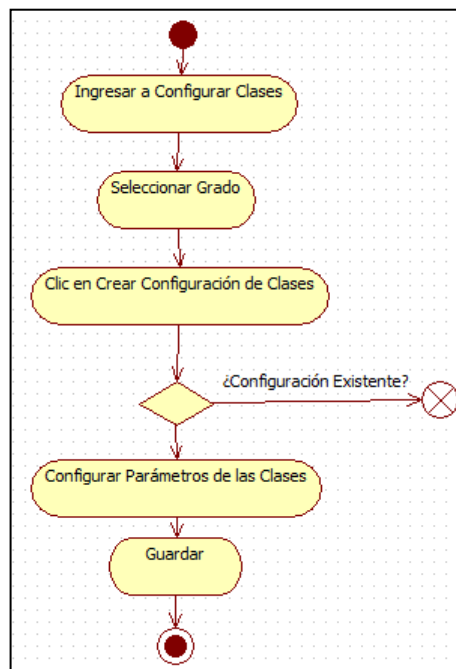 Ingresar a Configurar Clases
Seleccionar Grado
Clic en Crear Configuración de Clases
¿Configuración Existente?
Configurar Parámetros de las Clases
Guardar